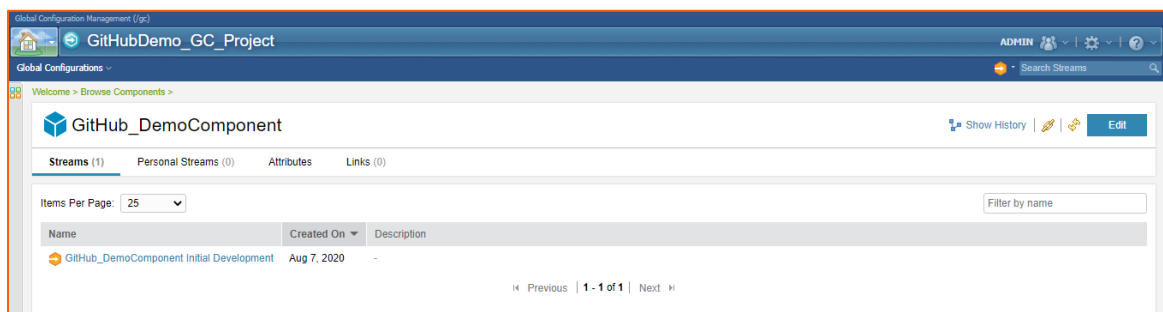 Global Configuration Management (/gc)
GitHubDemo_GC_Project ADMIN
Global Configurations Search Streams
Welcome > Browse Components >
GitHub_DemoComponent Show History Edit
Streams (1) Personal Streams (0) Attributes Links (0)
Items Per Page: 25 Filter by name
Name Created On Description
GitHub_DemoComponent Initial Development Aug 7, 2020 -
Previous | 1 - 1 of 1 | Next